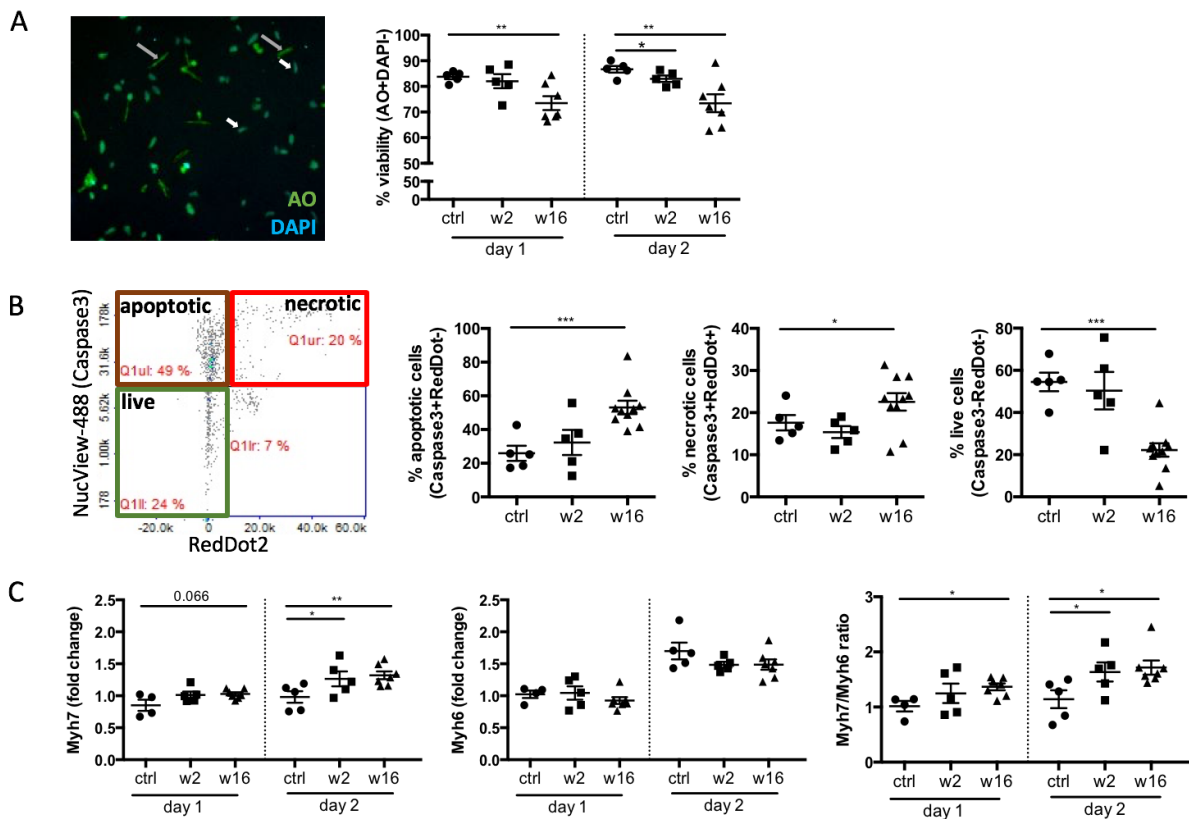 A
AO
DAPI
% viability (AO+DAPI-)
100
90
80
70
60
50
50
0
**
**
*
ctrl
w2
w16
ctrl
w2
w16
day 1
day 2
B
NucView-488 (Caspase3)
178k
31.6k
5.62k
1.00k
178
apoptotic
necrotic
Q1ur: 20 %
Q1ul: 49 %
live
Q1lr: 7 %
Q1ll: 24 %
-20.0k
0
20.0k
40.0k
60.0k
RedDot2
% apoptotic cells
(Caspase3+RedDot-)
100
80
60
40
20
0
***
ctrl
w2
w16
% necrotic cells
(Caspase3+RedDot+)
40
30
20
10
0
*
ctrl
w2
w16
% live cells
(Caspase3-RedDot-)
80
60
40
20
0
***
ctrl
w2
w16
C
Myh7 (fold change)
2.5
2.0
1.5
1.0
0.5
0.0
0.066
**
*
ctrl
w2
w16
ctrl
w2
w16
day 1
day 2
Myh6 (fold change)
2.5
2.0
1.5
1.0
0.5
0.0
ctrl
w2
w16
ctrl
w2
w16
day 1
day 2
Myh7/Myh6 ratio
3
2
1
0
*
*
*
ctrl
w2
w16
ctrl
w2
w16
day 1
day 2